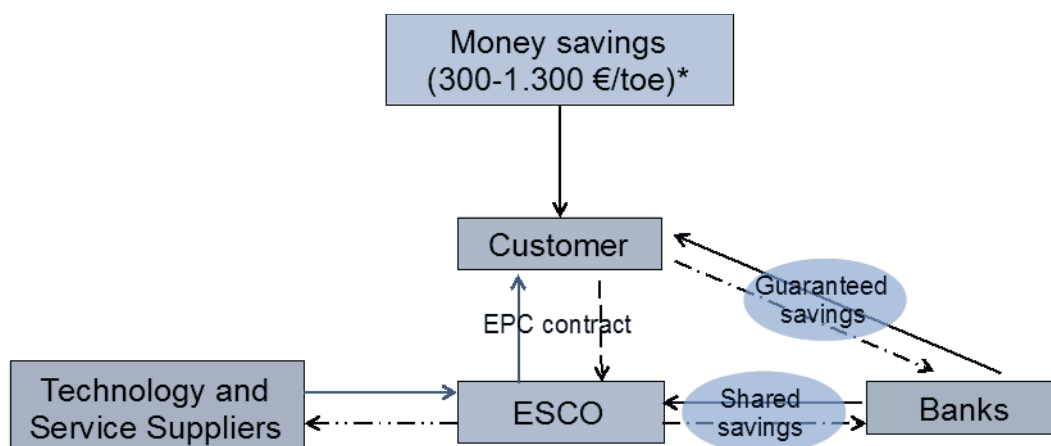 Money savings
(300-1.300 €/toe)*
Customer
Guaranteed
savings
EPC contract
Technology and
Service Suppliers
ESCO
Shared
savings
Banks